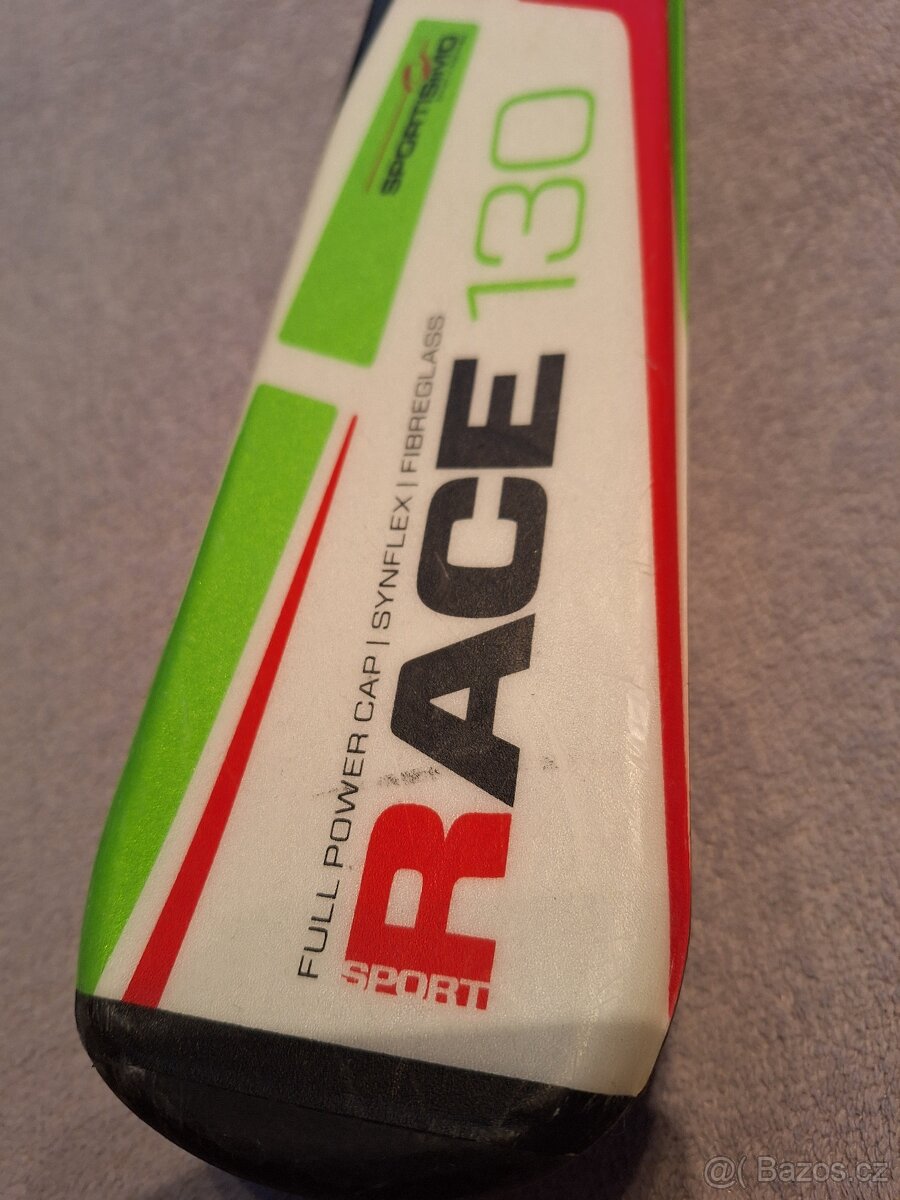 SPORTISIMO
RACE 130
SPORT
FULL POWER CAP | SYNFLEX | FIBREGLASS
@( Bazos.cz